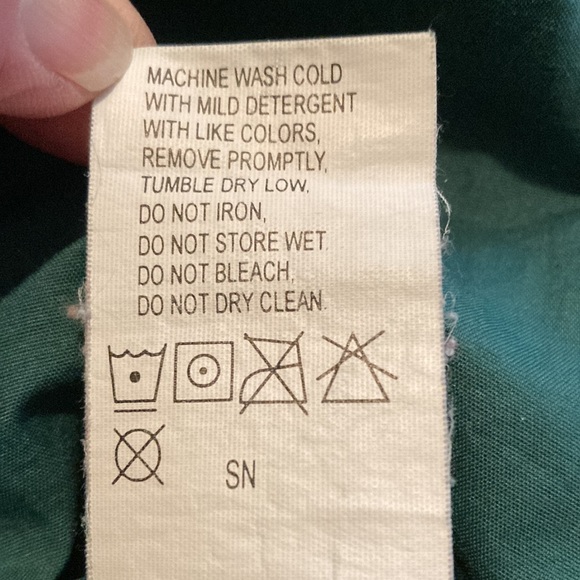 MACHINE WASH COLD
WITH MILD DETERGENT
WITH LIKE COLORS,
REMOVE PROMPTLY,
TUMBLE DRY LOW,
DO NOT IRON,
DO NOT STORE WET
DO NOT BLEACH,
DO NOT DRY CLEAN.
SN